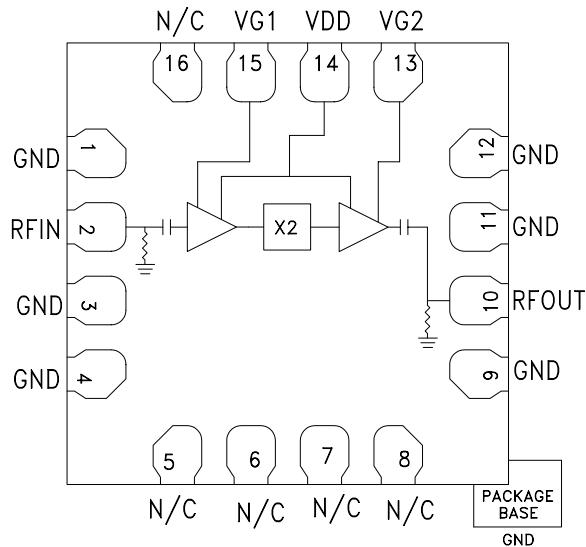 N/C VG1 VDD VG2
16 15 14 13
GND 1 12 GND
RFIN 2 X2 11 GND
GND 3 10 RFOUT
GND 4 9 GND
5 6 7 8
N/C N/C N/C N/C
PACKAGE
BASE
GND